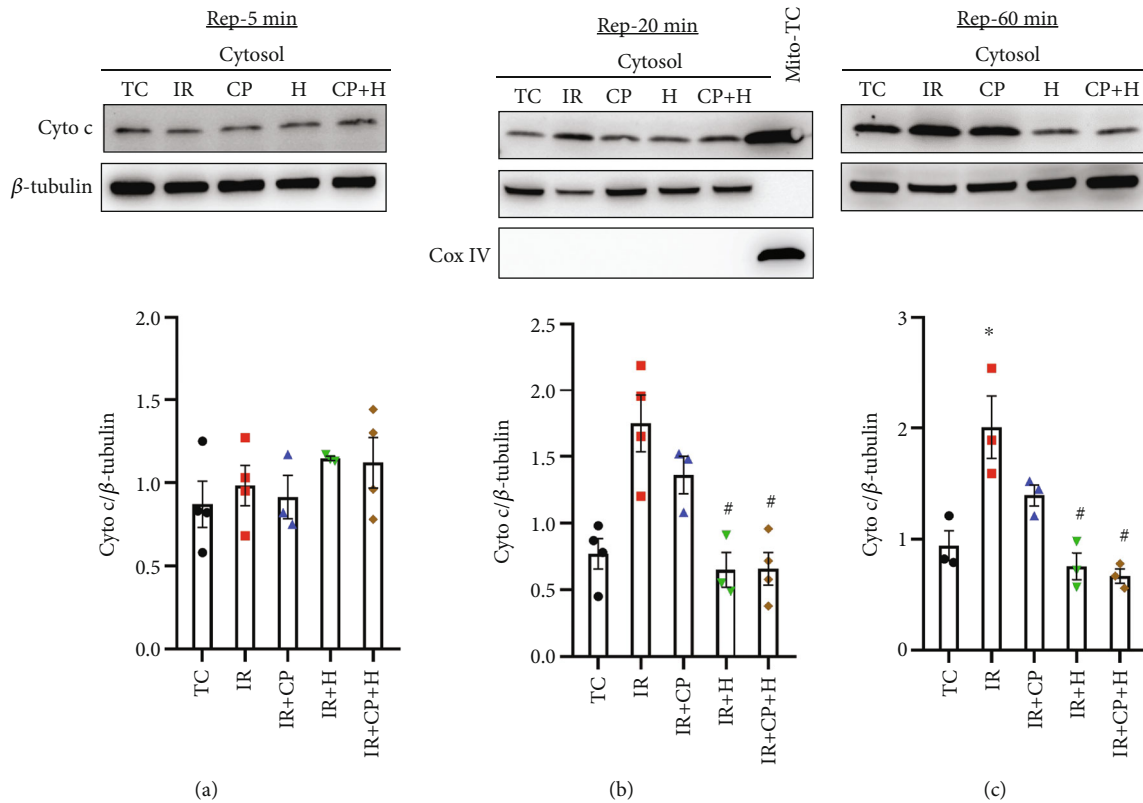 Rep-5 min
Cytosol
TC IR CP H CP+H
Cyto c
β-tubulin
Rep-20 min
Cytosol
Mito-TC
TC IR CP H CP+H
Cox IV
Rep-60 min
Cytosol
TC IR CP H CP+H
2.0
1.5
1.0
0.5
0.0
Cyto c/β-tubulin
TC
IR
IR+CP
IR+H
IR+CP+H
(a)
2.5
2.0
1.5
1.0
0.5
0.0
Cyto c/β-tubulin
# #
TC
IR
IR+CP
IR+H
IR+CP+H
(b)
3
2
1
0
Cyto c/β-tubulin
*
#
#
TC
IR
IR+CP
IR+H
IR+CP+H
(c)